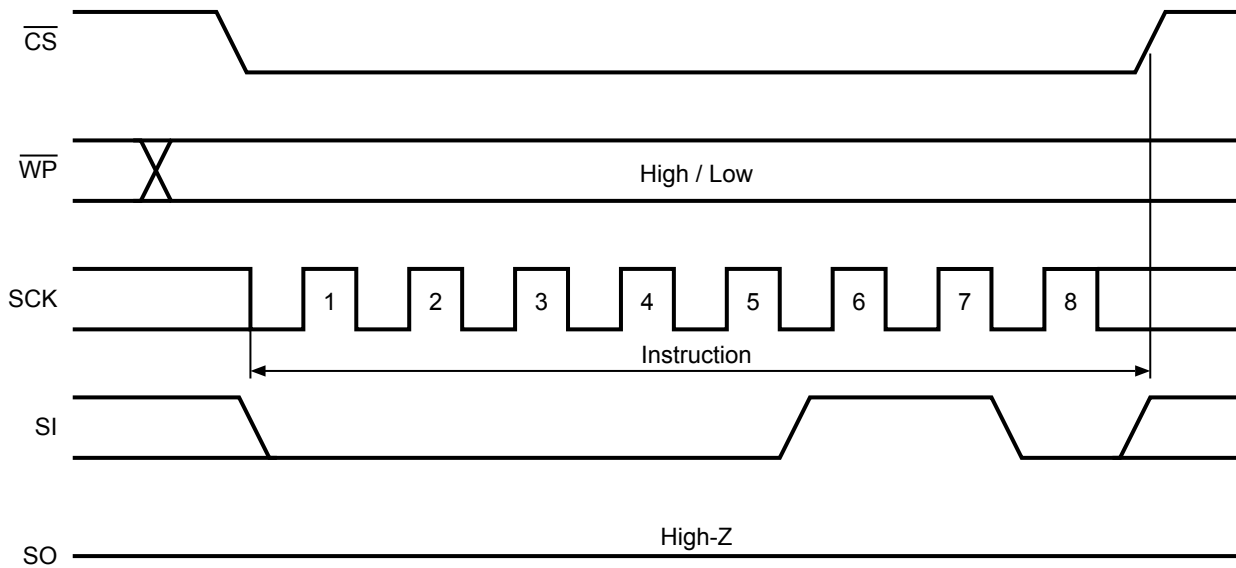 CS
WP
High / Low
SCK
1 2 3 4 5 6 7 8
Instruction
SI
High-Z
SO